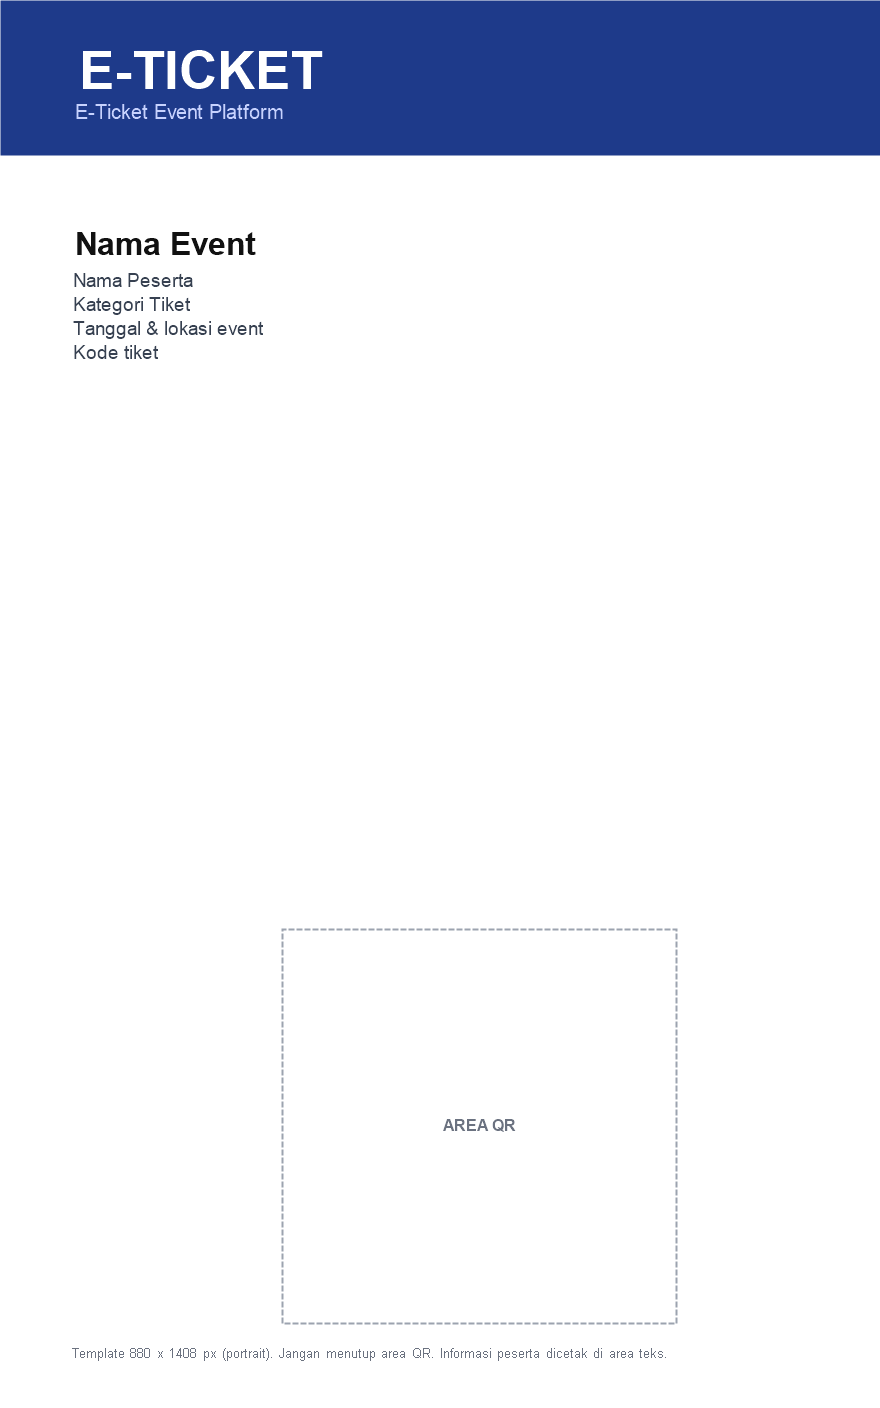 E-TICKET
E-Ticket Event Platform
Nama Event
Nama Peserta
Kategori Tiket
Tanggal & lokasi event
Kode tiket
AREA QR
Template 880 x 1408 px (portrait). Jangan menutup area QR. Informasi peserta dicetak di area teks.